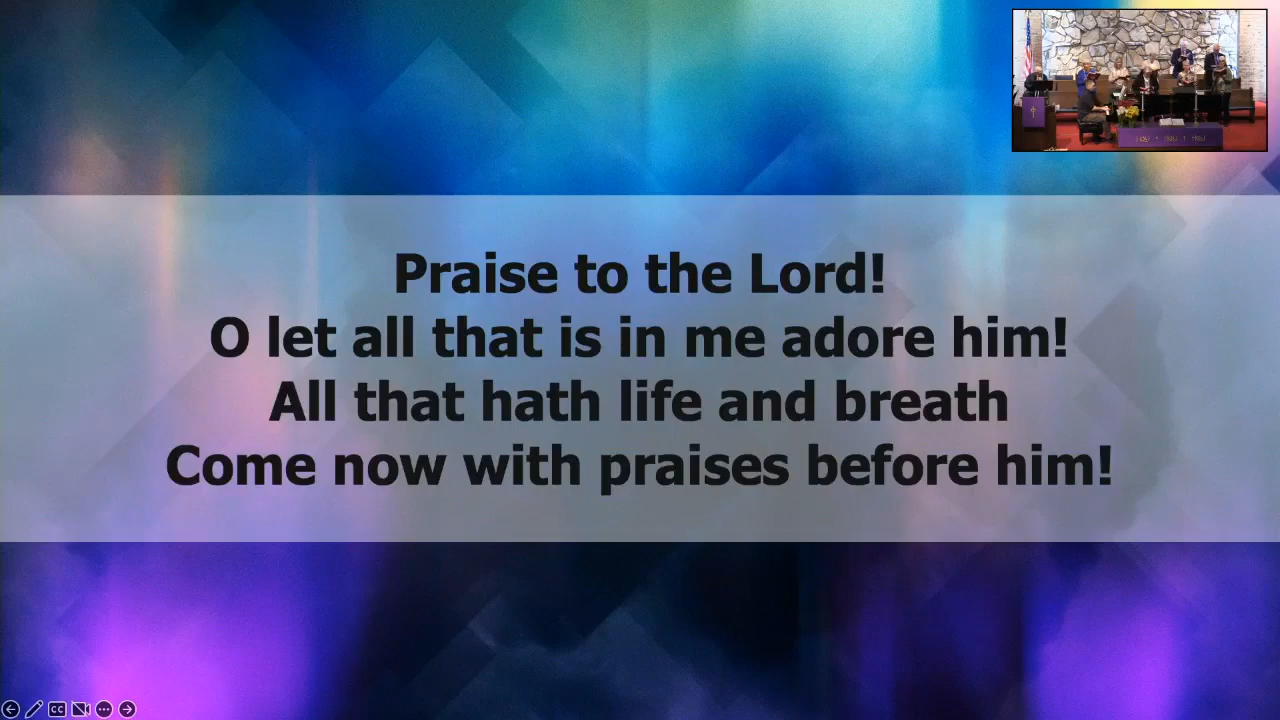 Praise to the Lord!
O let all that is in me adore him!
All that hath life and breath
Come now with praises before him!
CC